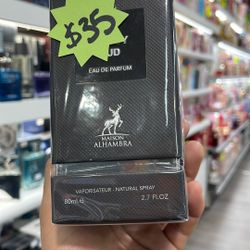 $35
UD
EAU DE PARFUM
MAISON
ALHAMBRA
VAPORISATEUR . NATURAL SPRAY
80ml e 2.7 FL.OZ